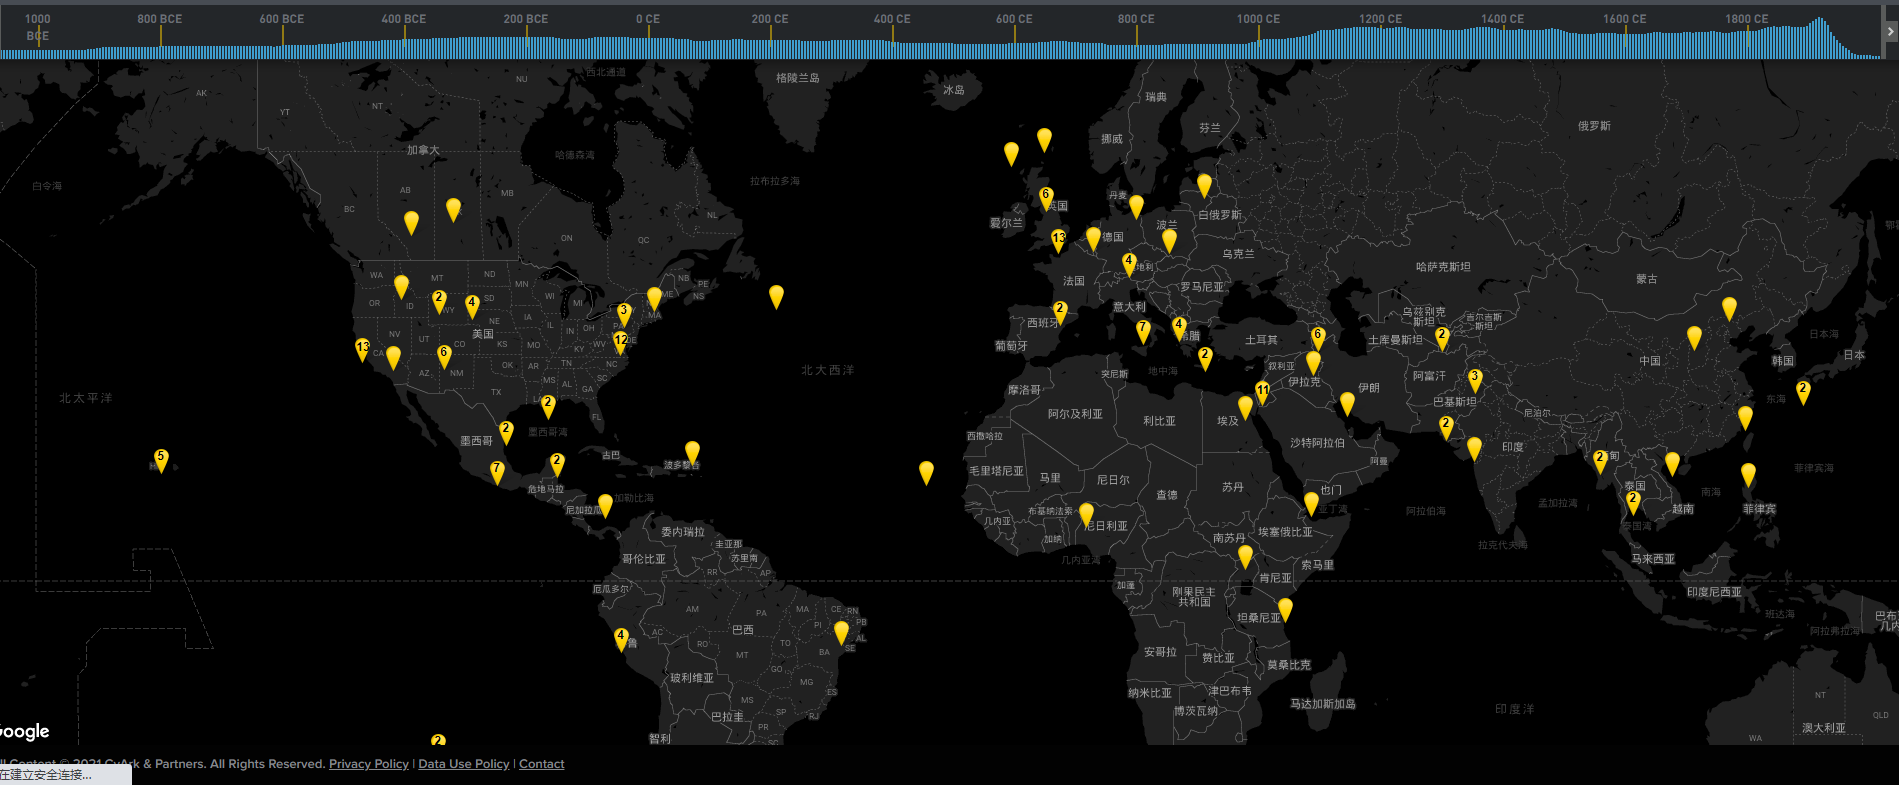 1000
BCE
800 BCE
600 BCE
400 BCE
200 BCE
0 CE
200 CE
400 CE
600 CE
800 CE
1000 CE
1200 CE
1400 CE
1600 CE
1800 CE
西北通道
NU
格陵兰岛
冰岛
瑞典
俄罗斯
AK
YT
NT
挪威
芬兰
加拿大
哈德森湾
白令海
拉布拉多海
AB
MB
BC
6
英国
丹麦
爱尔兰
白俄罗斯
NL
ON
QC
13
德国
波兰
乌克兰
4
地利
哈萨克斯坦
蒙古
WA
MT
ND
MN
NB
PE
NS
ME
法国
罗马尼亚
OR
ID
2
WY
4
SD
WI
MI
3
意大利
2
西班牙
7
4
希腊
乌兹别克
斯坦
吉尔吉斯
斯坦
NV
UT
美国
NE
IA
IL
IN
OH
PA
MA
12
DE
葡萄牙
土耳其
6
土库曼斯坦
2
日本海
13
CA
6
CO
KS
MO
KY
WV
2
叙利亚
中国
韩国
日本
AZ
NM
OK
AR
TN
NC
SC
北大西洋
突尼斯
地中海
伊拉克
伊朗
阿富汗
3
北太平洋
TX
MS
AL
GA
LA
2
FL
摩洛哥
阿尔及利亚
利比亚
埃及
11
巴基斯坦
尼泊尔
2
东海
墨西哥
2
墨西哥湾
西撒哈拉
沙特阿拉伯
2
印度
5
7
2
古巴
波多黎各
毛里塔尼亚
马里
尼日尔
阿曼
2
甸
菲律宾海
危地马拉
加勒比海
查德
苏丹
也门
泰国
南海
尼加拉瓜
几内亚
布基纳法索
尼日利亚
亚丁湾
阿拉伯海
孟加拉湾
2
越南
菲律宾
委内瑞拉
圭亚那
加纳
南苏丹
埃塞俄比亚
泰国湾
哥伦比亚
苏里南
几内亚湾
索马里
拉克代夫海
马来西亚
RR
AP
厄瓜多尔
加蓬
刚果民主
共和国
肯尼亚
印度尼西亚
AM
PA
MA
CE
RN
坦桑尼亚
班达海
4
鲁
AC
巴西
PI
PB
阿拉弗拉海
RO
TO
AL
SE
MT
BA
安哥拉
赞比亚
莫桑比克
玻利维亚
GO
MG
ES
纳米比亚
津巴布韦
马达加斯加岛
印度洋
NT
MS
SP
RJ
博茨瓦纳
QLD
巴拉圭
PR
SC
WA
澳大利亚
智利
2
Google
© 2021 CyArk & Partners. All Rights Reserved. Privacy Policy | Data Use Policy | Contact
在建立安全连接...